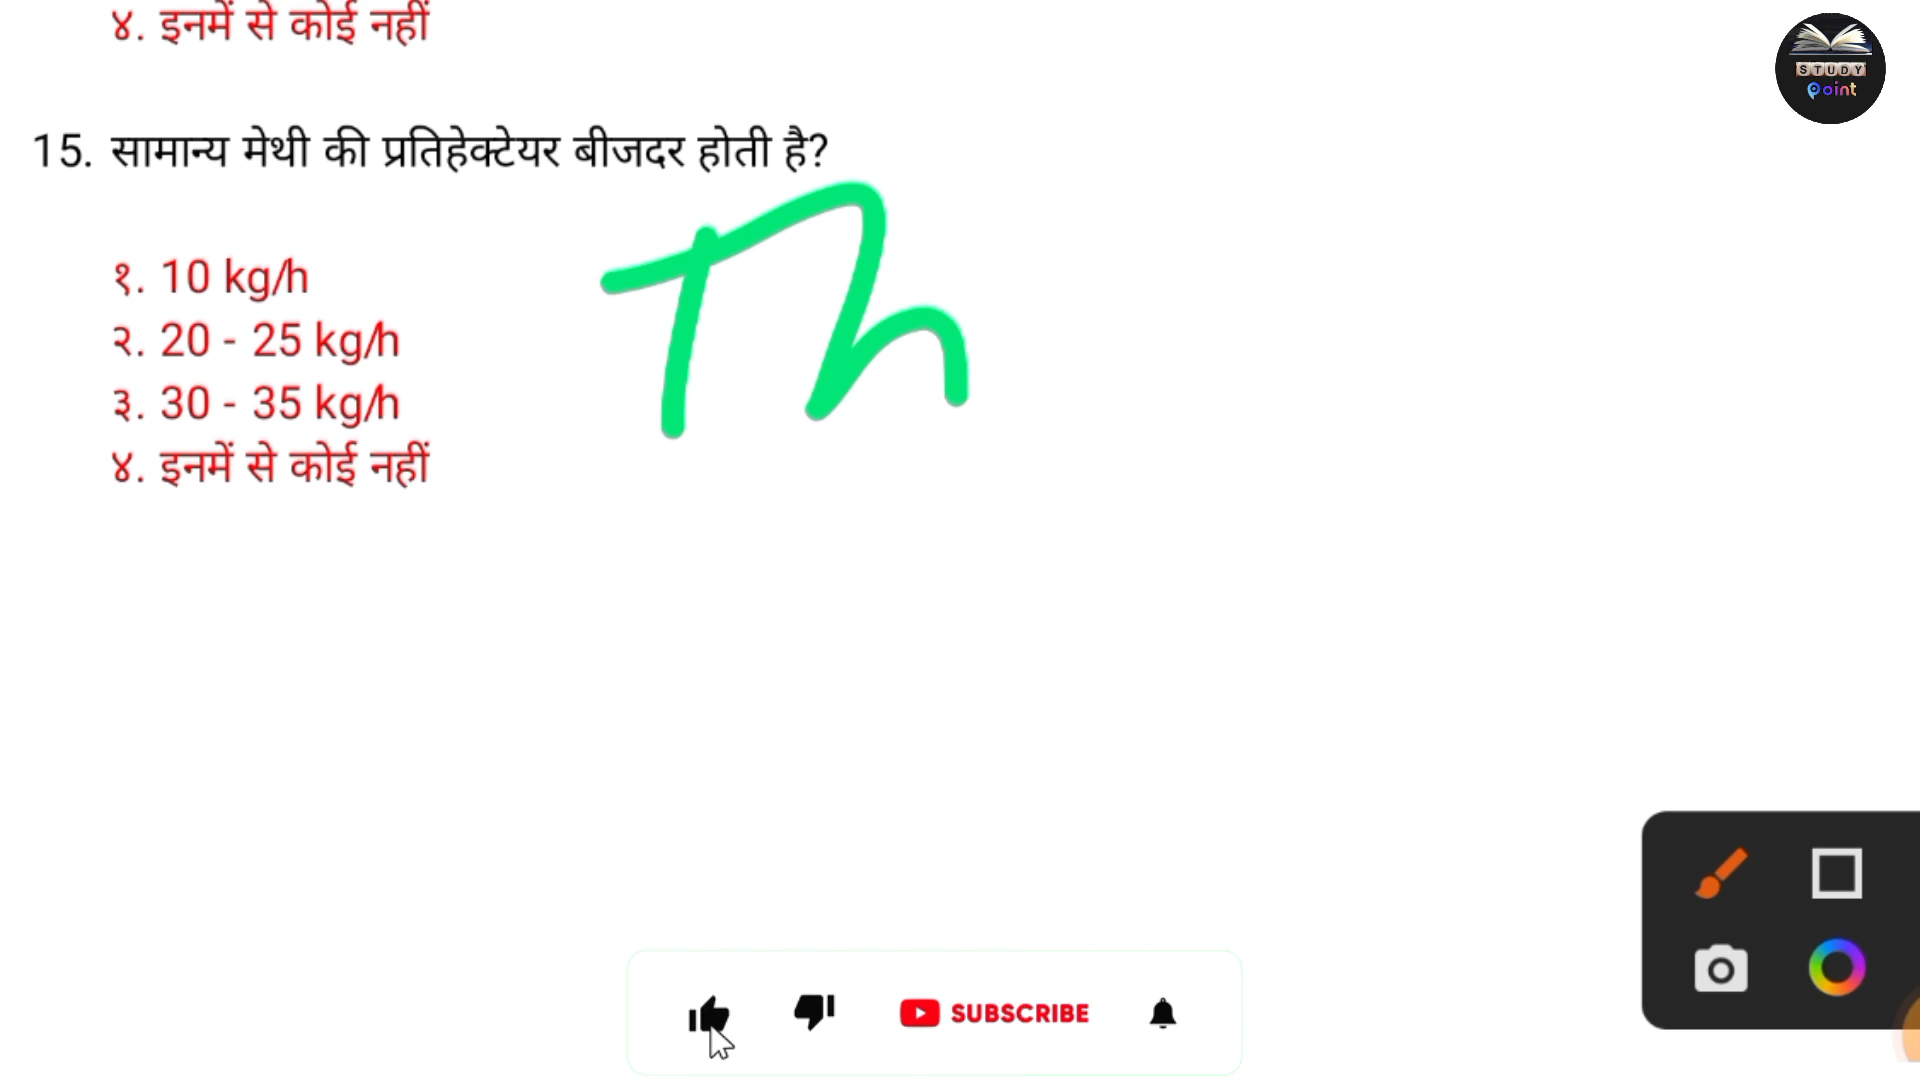 ४. इनमें से कोई नहीं
STUDY
Point
15. सामान्य मेथी की प्रतिहेक्टेयर बीजदर होती है?
१. 10 kg/h
२. 20 - 25 kg/h
३. 30 - 35 kg/h
४. इनमें से कोई नहीं
Th
SUBSCRIBE